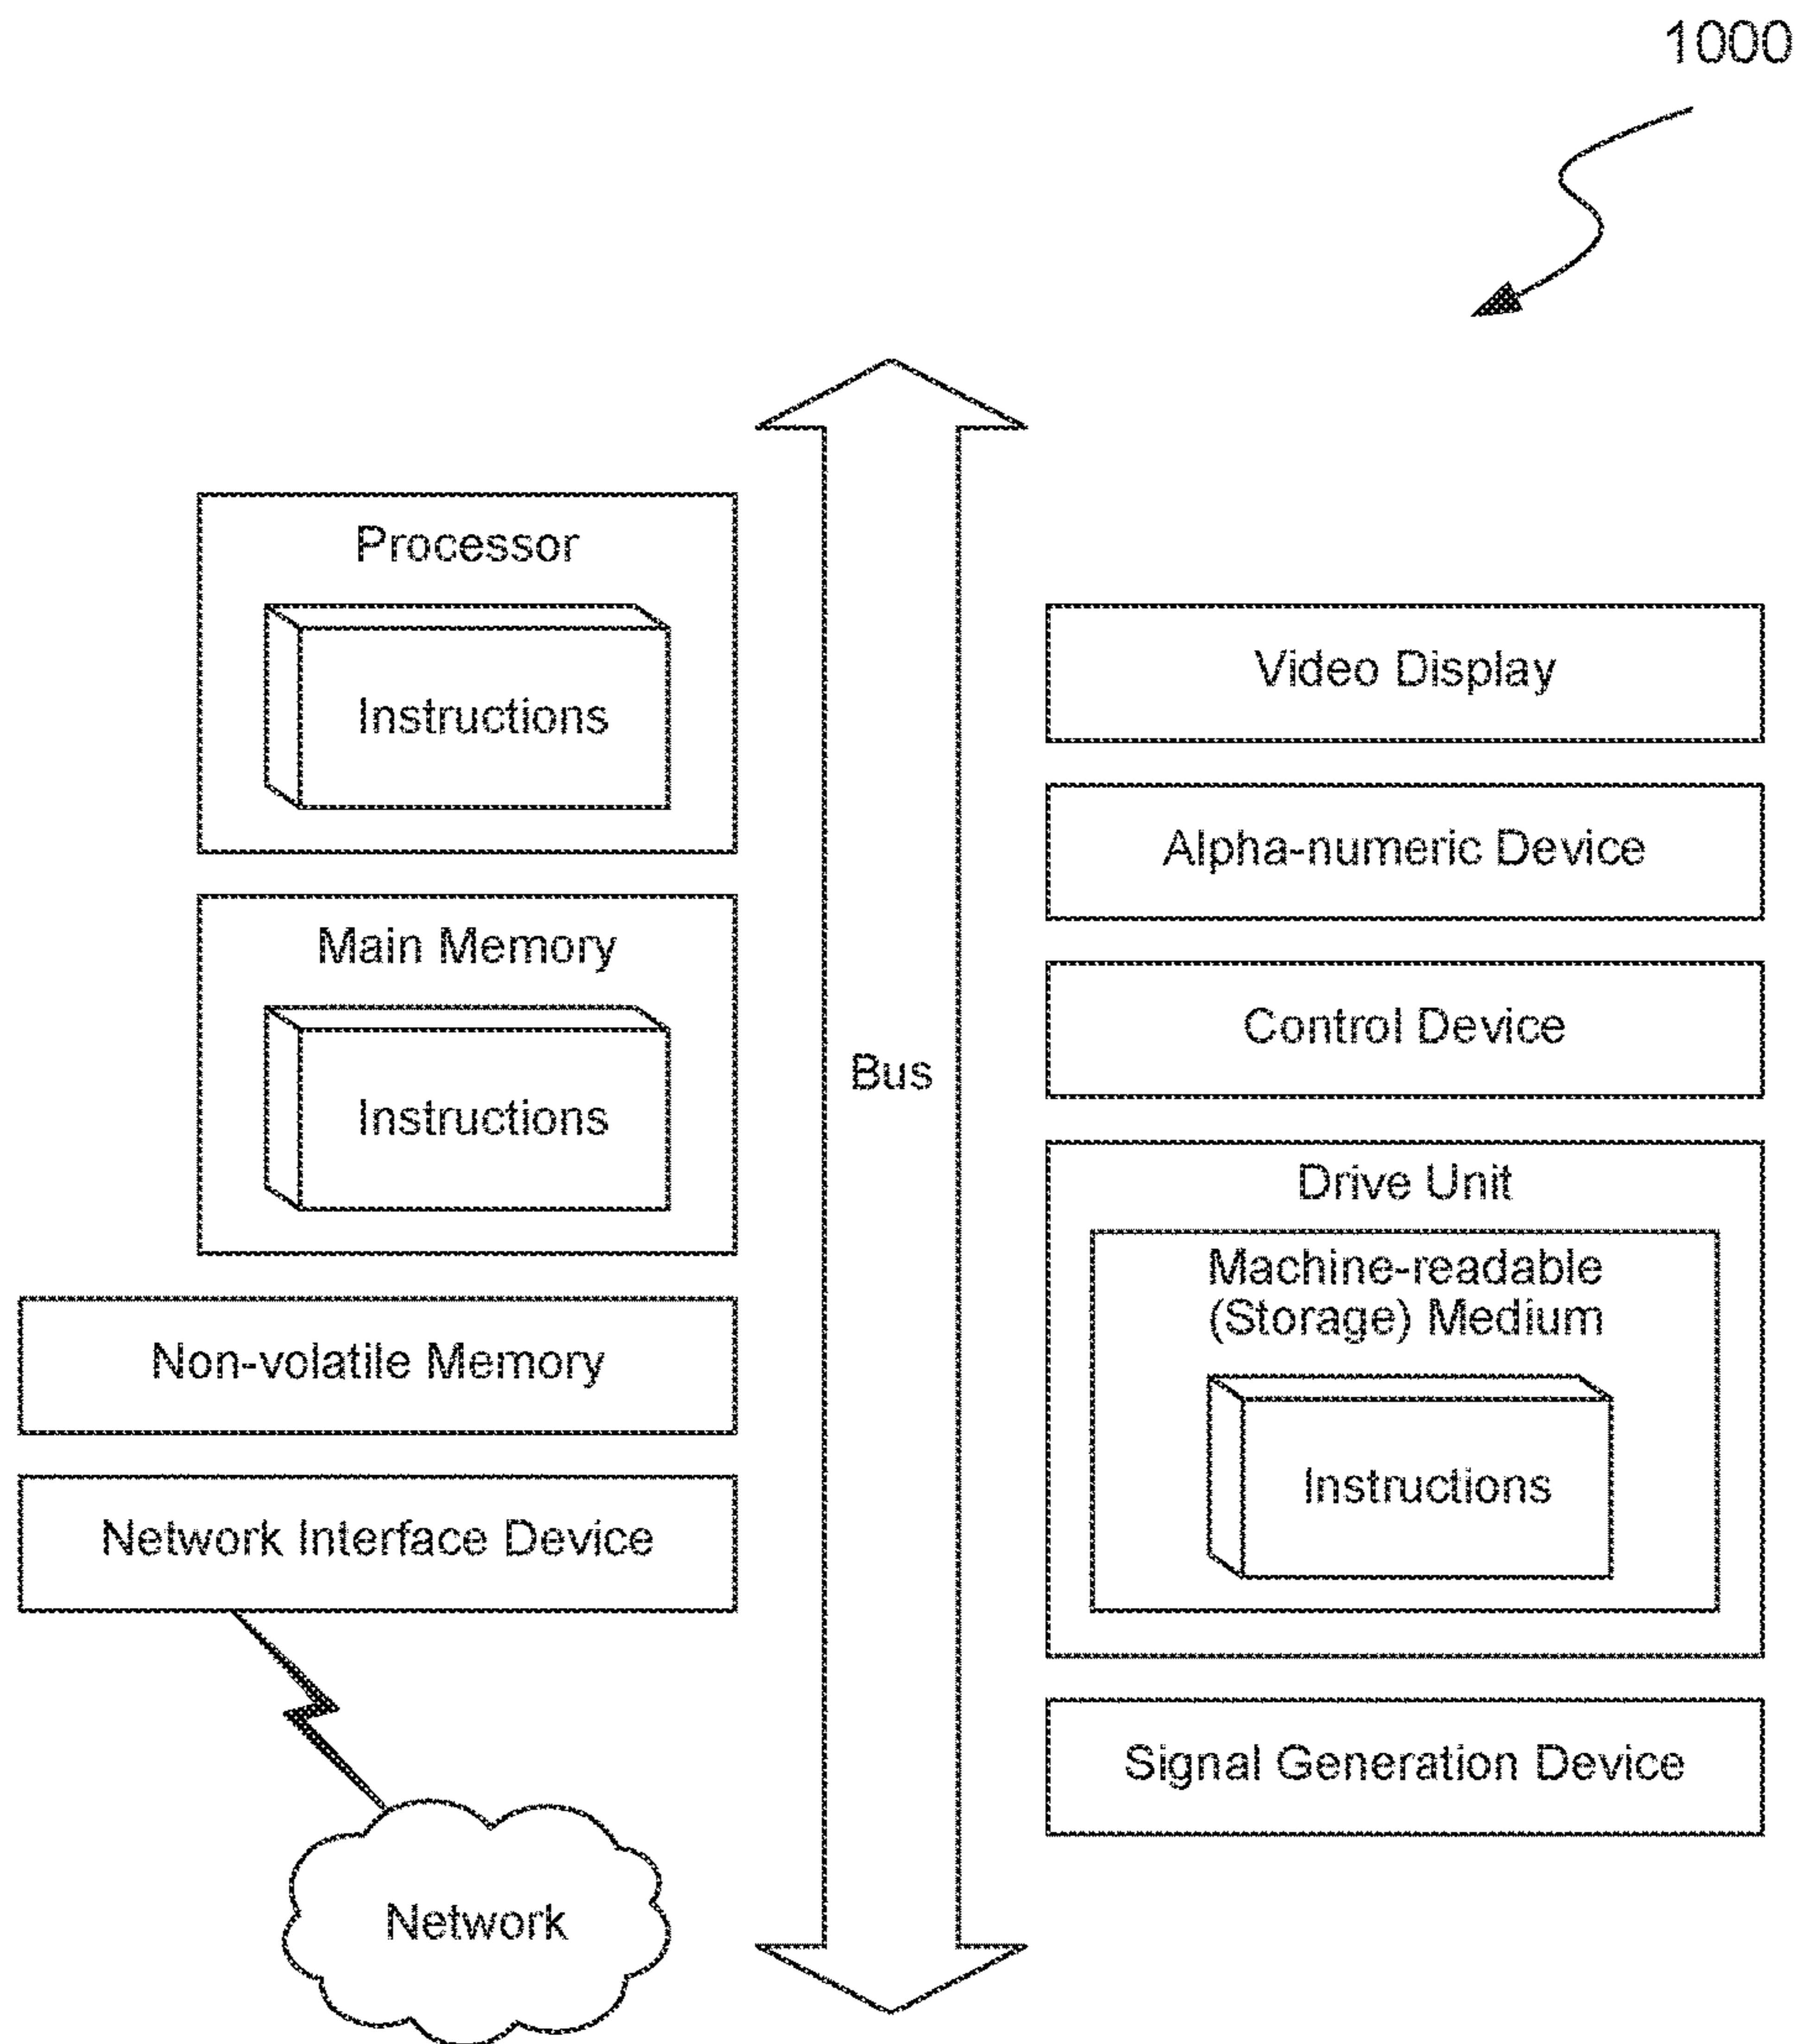 1000
Processor
Instructions
Main Memory
Instructions
Non-volatile Memory
Network Interface Device
Network
Bus
Video Display
Alpha-numeric Device
Control Device
Drive Unit
Machine-readable
(Storage) Medium
Instructions
Signal Generation Device